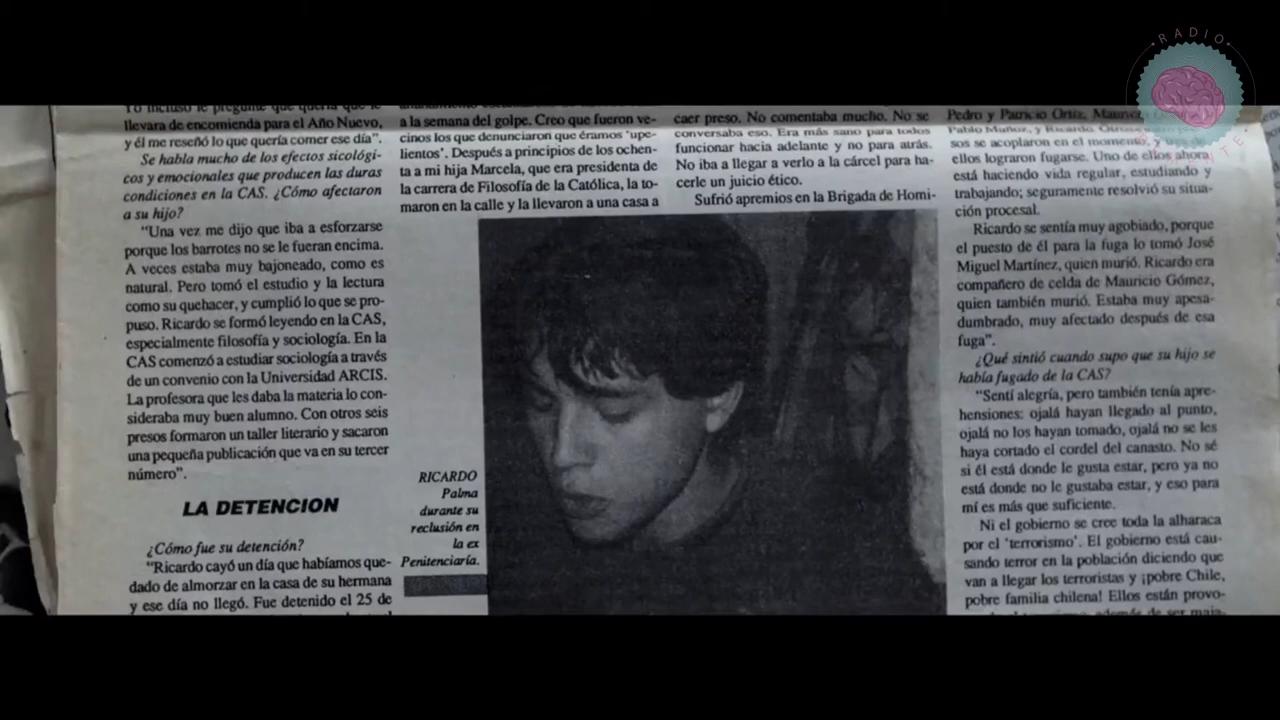 llevara de encomienda para el Año Nuevo,
y él me reseñó lo que quería comer ese día".
Se habla mucho de los efectos sicológi-
cos y emocionales que producen las duras
condiciones en la CAS. ¿Cómo afectaron
a su hijo?
"Una vez me dijo que iba a esforzarse
porque los barrotes no se le fueran encima.
A veces estaba muy bajoneado, como es
natural. Pero tomó el estudio y la lectura
como su quehacer, y cumplió lo que se pro-
puso. Ricardo se formó leyendo en la CAS,
especialmente filosofía y sociología. En la
CAS comenzó a estudiar sociología a través
de un convenio con la Universidad ARCIS.
La profesora que les daba la materia lo con-
sideraba muy buen alumno. Con otros seis
presos formaron un taller literario y sacaron
una pequeña publicación que va en su tercer
número".
LA DETENCION
¿Cómo fue su detención?
"Ricardo cayó un día que habíamos que-
dado de almorzar en la casa de su hermana
y ese día no llegó. Fue detenido el 25 de
a la semana del golpe. Creo que fueron ve-
cinos los que denunciaron que éramos 'upe-
lientos'. Después a principios de los ochen-
ta a mi hija Marcela, que era presidenta de
la carrera de Filosofía de la Católica, la to-
maron en la calle y la llevaron a una casa a
RICARDO
Palma
durante su
reclusión en
la ex
Penitenciaría.
caer preso. No comentaba mucho. No se
conversaba eso. Era más sano para todos
funcionar hacia adelante y no para atrás.
No iba a llegar a verlo a la cárcel para ha-
cerle un juicio ético.
Sufrió apremios en la Brigada de Homi-
Pedro y Patricio Ortiz, Mauricio
Pablo Muñoz, y Ricardo. Otros
sos se acoplaron en el momento, y
ellos lograron fugarse. Uno de ellos ahora
está haciendo vida regular, estudiando y
trabajando; seguramente resolvió su situa-
ción procesal.
Ricardo se sentía muy agobiado, porque
el puesto de él para la fuga lo tomó José
Miguel Martínez, quien murió. Ricardo era
compañero de celda de Mauricio Gómez,
quien también murió. Estaba muy apesa-
dumbrado, muy afectado después de esa
fuga".
¿Qué sintió cuando supo que su hijo se
había fugado de la CAS?
"Sentí alegría, pero también tenía apre-
hensiones: ojalá hayan llegado al punto,
ojalá no los hayan tomado, ojalá no se les
haya cortado el cordel del canasto. No sé
si él está donde le gusta estar, pero ya no
está donde no le gustaba estar, y eso para
mí es más que suficiente.
Ni el gobierno se cree toda la alharaca
por el 'terrorismo'. El gobierno está cau-
sando terror en la población diciendo que
van a llegar los terroristas y ¡pobre Chile,
pobre familia chilena! Ellos están provo-
RADIO